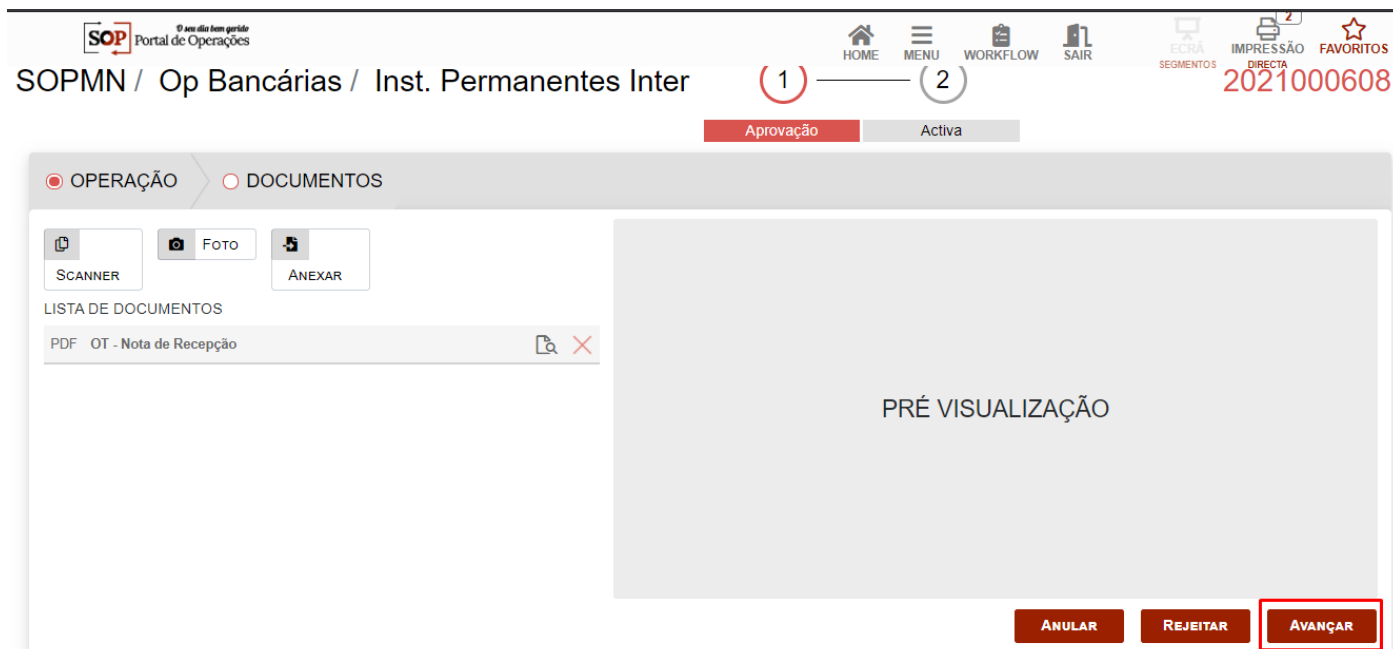 SOP O seu dia bem gerido
Portal de Operações
HOME MENU WORKFLOW SAIR ECRÃ SEGMENTOS 2 IMPRESSÃO DIRECTA FAVORITOS
SOPMN / Op Bancárias / Inst. Permanentes Inter 1 2 2021000608
Aprovação Activa
OPERAÇÃO DOCUMENTOS
SCANNER FOTO ANEXAR
LISTA DE DOCUMENTOS
PDF OT - Nota de Recepção
PRÉ VISUALIZAÇÃO
ANULAR REJEITAR AVANÇAR